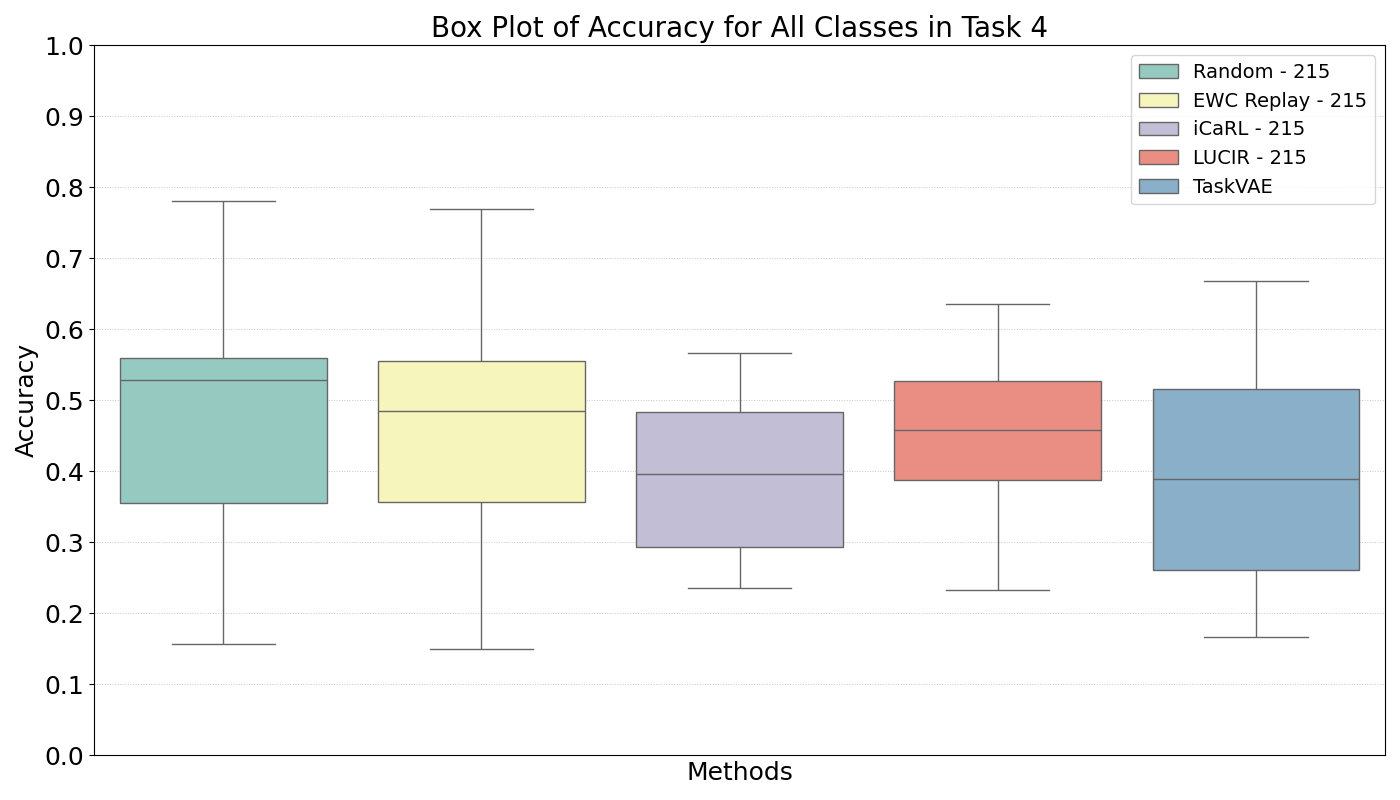 Box Plot of Accuracy for All Classes in Task 4
1.0
0.9
0.8
0.7
0.6
0.5
0.4
0.3
0.2
0.1
0.0
Accuracy
Methods
Random - 215
EWC Replay - 215
iCaRL - 215
LUCIR - 215
TaskVAE